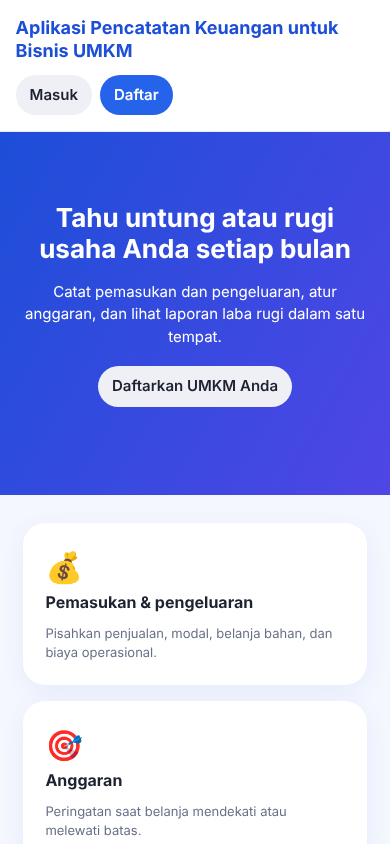 Aplikasi Pencatatan Keuangan untuk
Bisnis UMKM
Masuk
Daftar
Tahu untung atau rugi
usaha Anda setiap bulan
Catat pemasukan dan pengeluaran, atur
anggaran, dan lihat laporan laba rugi dalam satu
tempat.
Daftarkan UMKM Anda
Pemasukan & pengeluaran
Pisahkan penjualan, modal, belanja bahan, dan
biaya operasional.
Anggaran
Peringatan saat belanja mendekati atau
melewati batas.